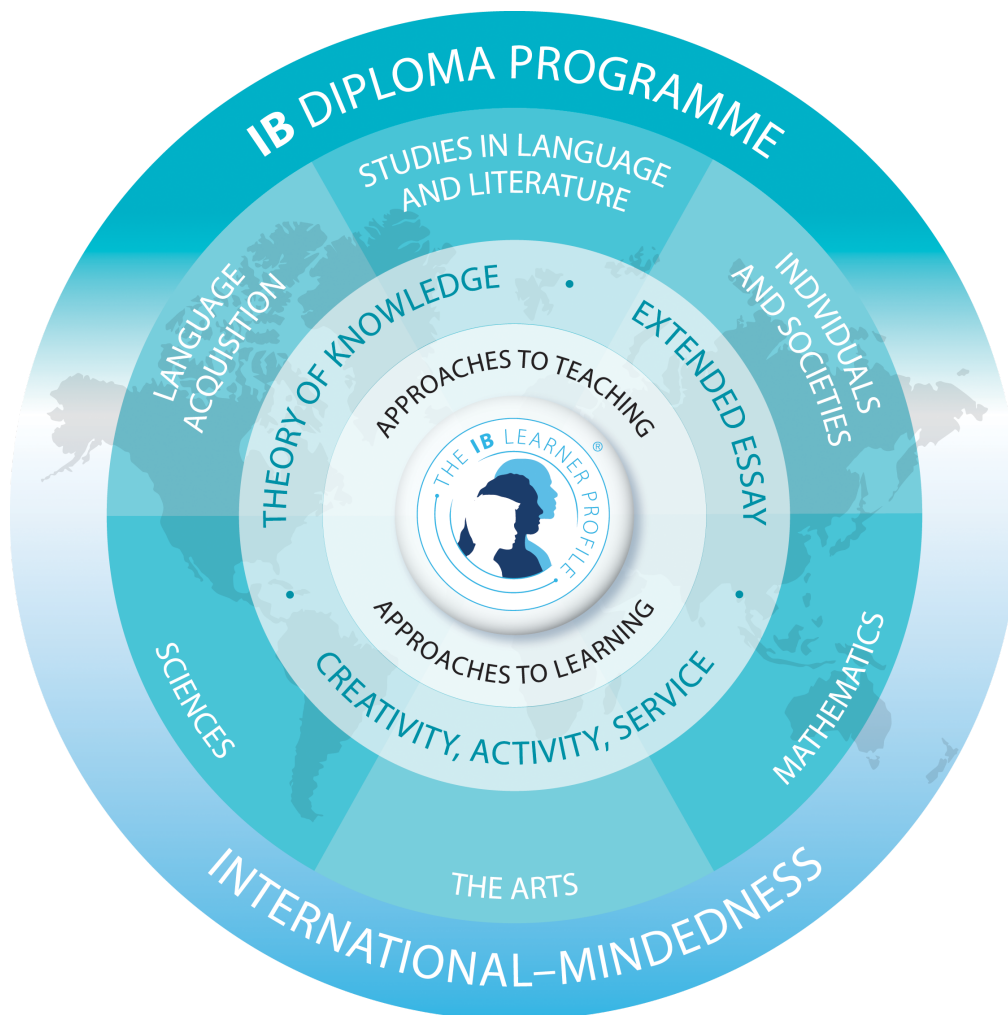 IB DIPLOMA PROGRAMME
STUDIES IN LANGUAGE
AND LITERATURE
LANGUAGE
ACQUISITION
INDIVIDUALS
AND SOCIETIES
THEORY OF KNOWLEDGE
EXTENDED ESSAY
APPROACHES TO TEACHING
THE IB LEARNER PROFILE ®
APPROACHES TO LEARNING
CREATIVITY, ACTIVITY, SERVICE
SCIENCES
MATHEMATICS
THE ARTS
INTERNATIONAL–MINDEDNESS